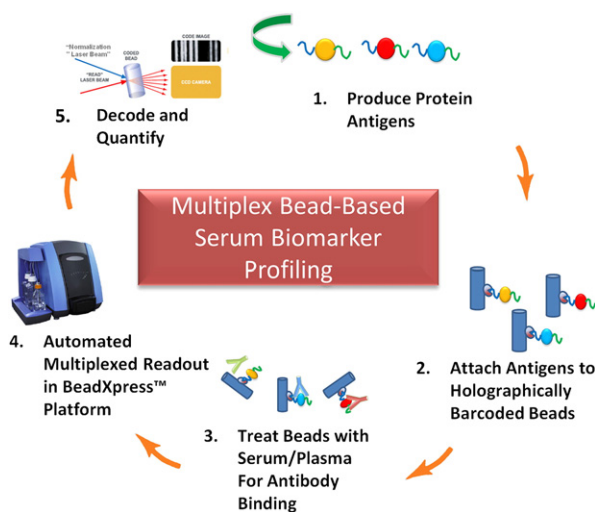 "Normalization
" Laser Beam"
CODED
BEAD
CODE IMAGE
"READ"
LASER BEAM
CCD CAMERA
5. Decode and
Quantify
1. Produce Protein
Antigens
Multiplex Bead-Based
Serum Biomarker
Profiling
2. Attach Antigens to
Holographically
Barcoded Beads
3. Treat Beads with
Serum/Plasma
For Antibody
Binding
4. Automated
Multiplexed Readout
in BeadXpress™
Platform